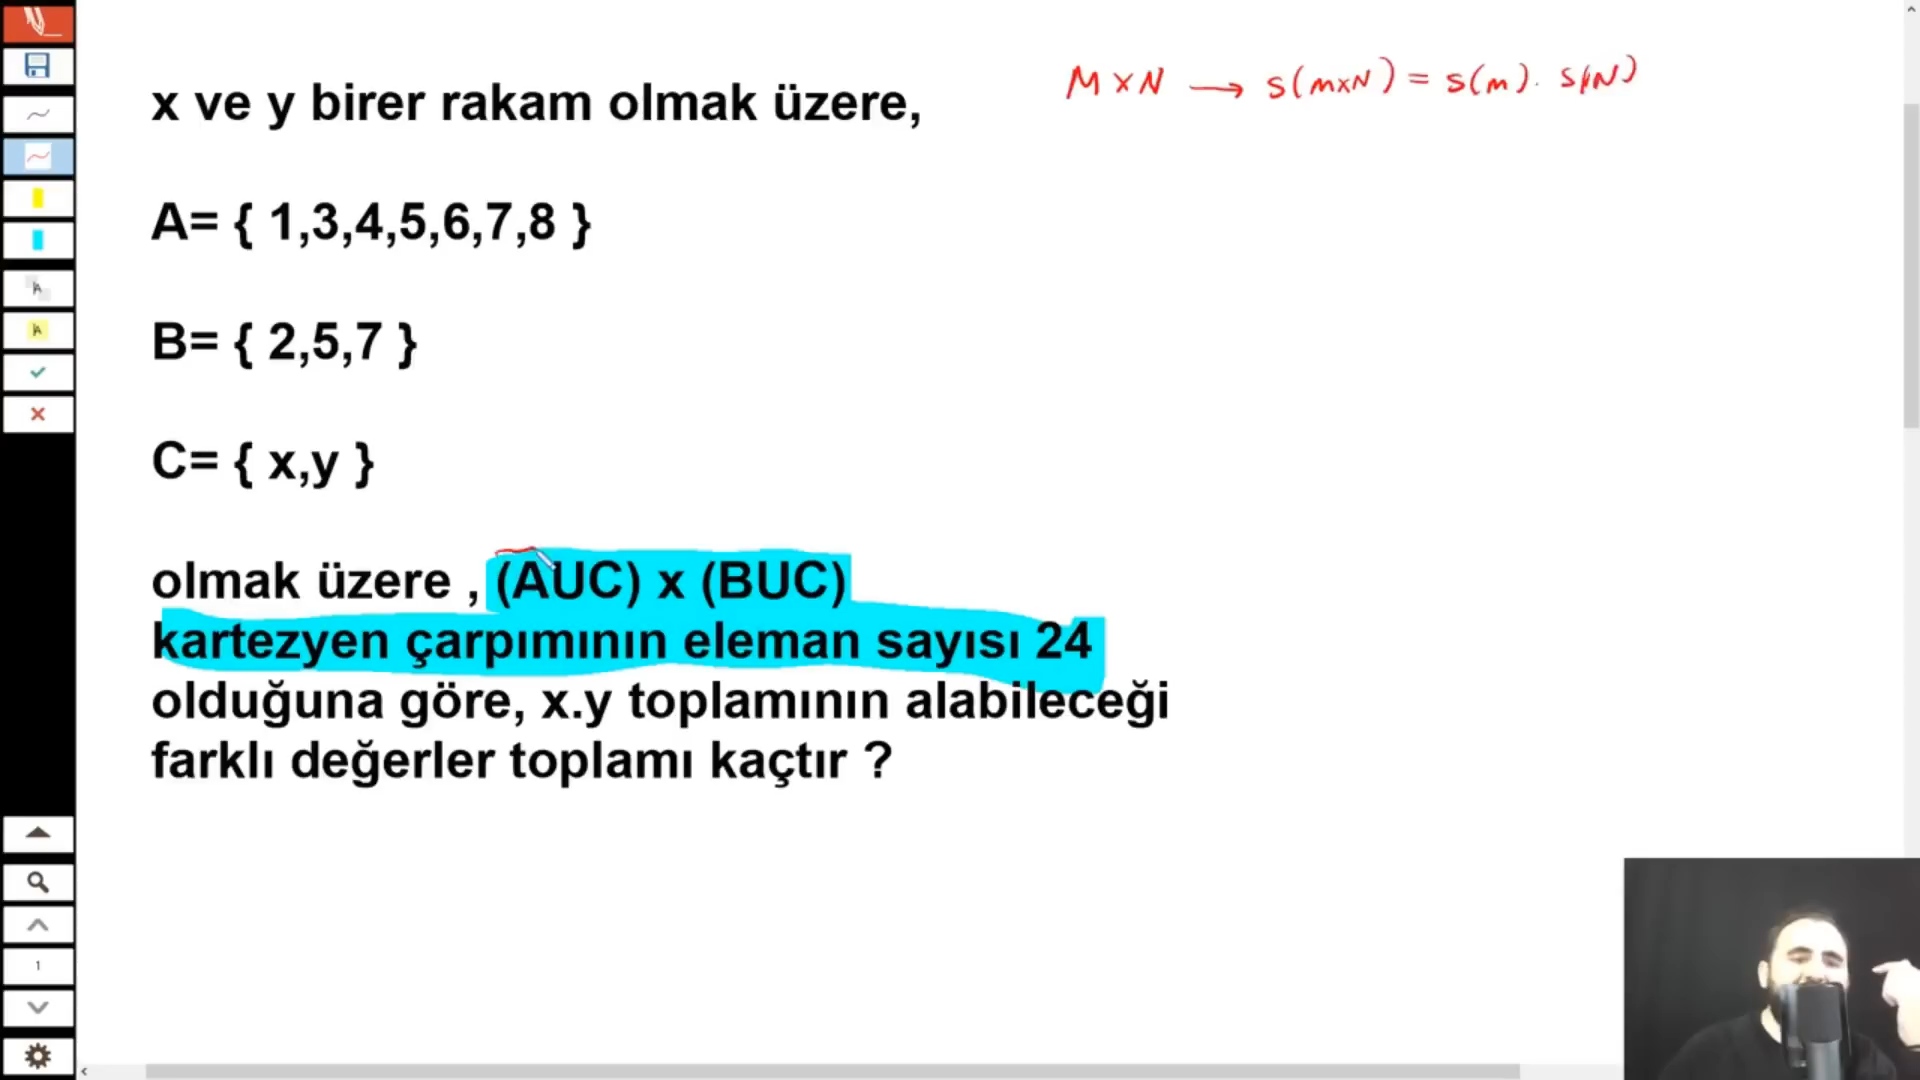 x ve y birer rakam olmak üzere,
M x N → s(mxN) = s(m). s(N)
A= { 1,3,4,5,6,7,8 }
B= { 2,5,7 }
C= { x,y }
olmak üzere , (AUC) x (BUC)
kartezyen çarpımının eleman sayısı 24
olduğuna göre, x.y toplamının alabileceği
farklı değerler toplamı kaçtır ?
1